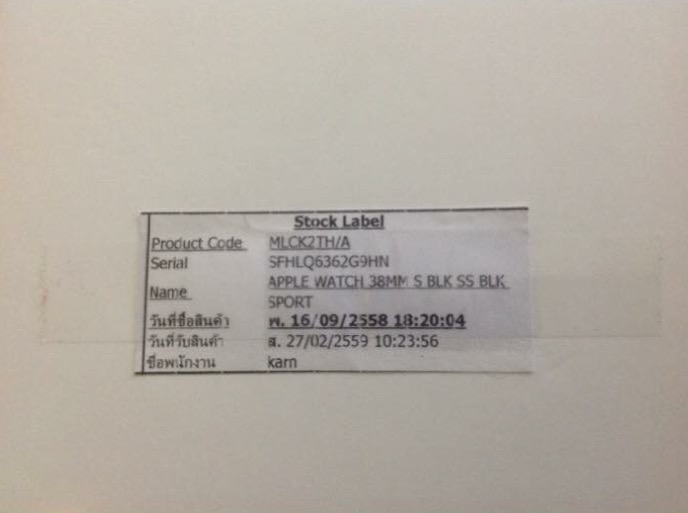 Stock Label
Product Code MLCK2TH/A
Serial SFHLQ6362G9HN
Name APPLE WATCH 38MM S BLK SS BLK SPORT
วันที่ซื้อสินค้า พ. 16/09/2558 18:20:04
วันที่รับสินค้า ส. 27/02/2559 10:23:56
ชื่อพนักงาน karn